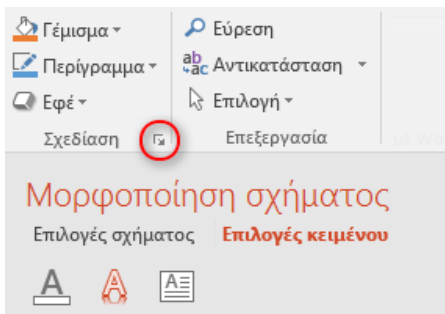 Γέμισμα
Εύρεση
Περίγραμμα
Αντικατάσταση
Εφέ
Επιλογή
Σχεδίαση
Επεξεργασία
Μορφοποίηση σχήματος
Επιλογές σχήματος Επιλογές κειμένου